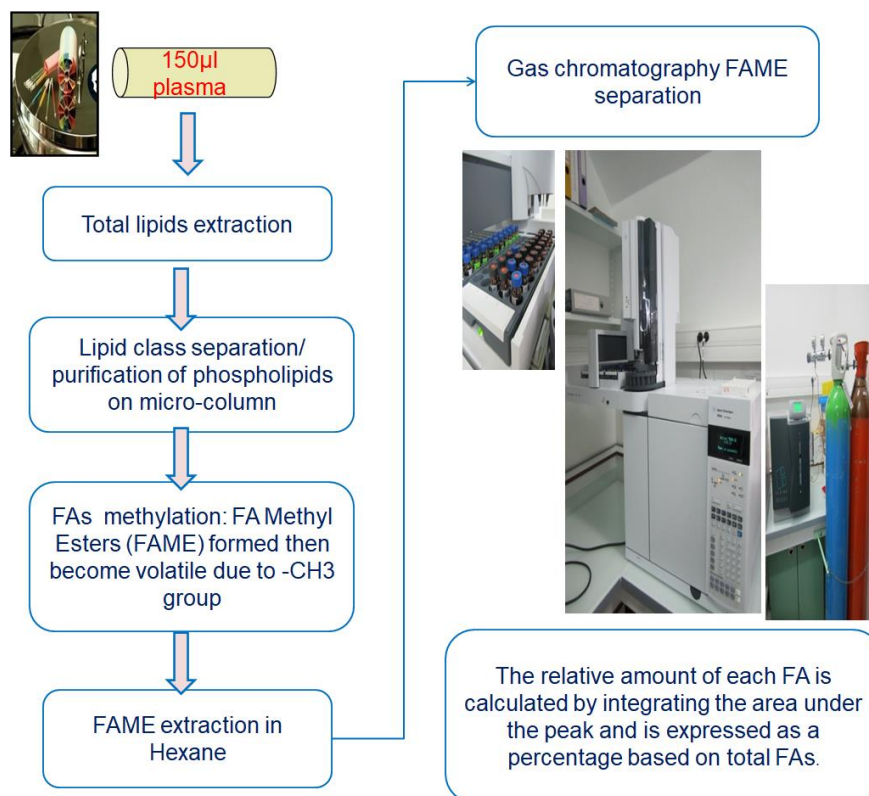 150µl
plasma
Total lipids extraction
Lipid class separation/
purification of phospholipids
on micro-column
FAs  methylation: FA Methyl
Esters (FAME) formed then
become volatile due to -CH3
group
FAME extraction in
Hexane
Gas chromatography FAME
separation
The relative amount of each FA is
calculated by integrating the area
under the peak and is expressed as a
percentage based on total FAs.